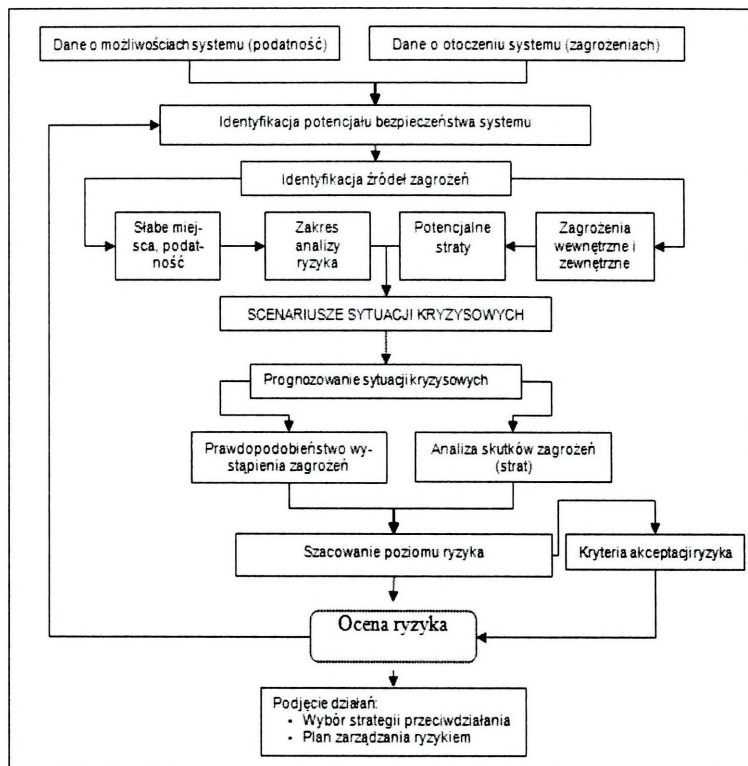 Dane o możliwościach systemu (podatność)
Dane o otoczeniu systemu (zagrożeniach)
Identyfikacja potencjału bezpieczeństwa systemu
Identyfikacja źródeł zagrożeń
Słabe miej-
sca, podat-
ność
Zakres
analizy
ryzyka
Potencjalne
straty
Zagrożenia
wewnętrzne i
zewnętrzne
SCENARIUSZE SYTUACJI KRYZYSOWYCH
Prognozowanie sytuacji kryzysowych
Prawdopodobieństwo wy-
stąpienia zagrożeń
Analiza skutków zagrożeń
(strat)
Szacowanie poziomu ryzyka
Kryteria akceptacji ryzyka
Ocena ryzyka
Podjęcie działań:
• Wybór strategii przeciwdziałania
• Plan zarządzania ryzykiem